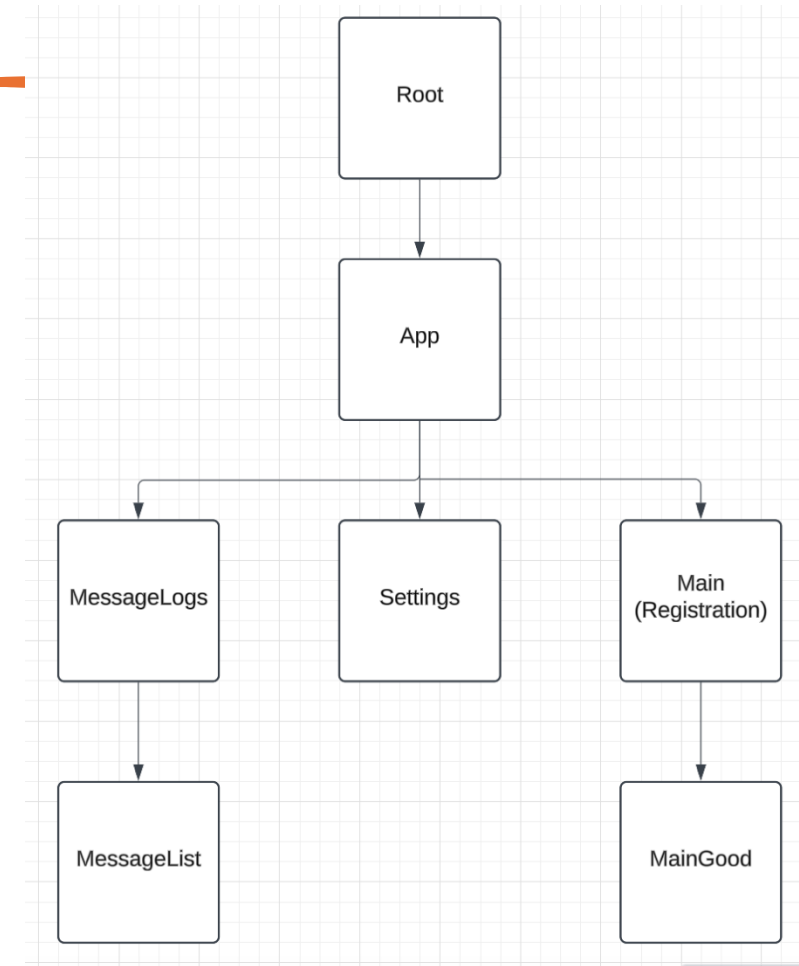 Root
App
MessageLogs
Settings
Main
(Registration)
MessageList
MainGood